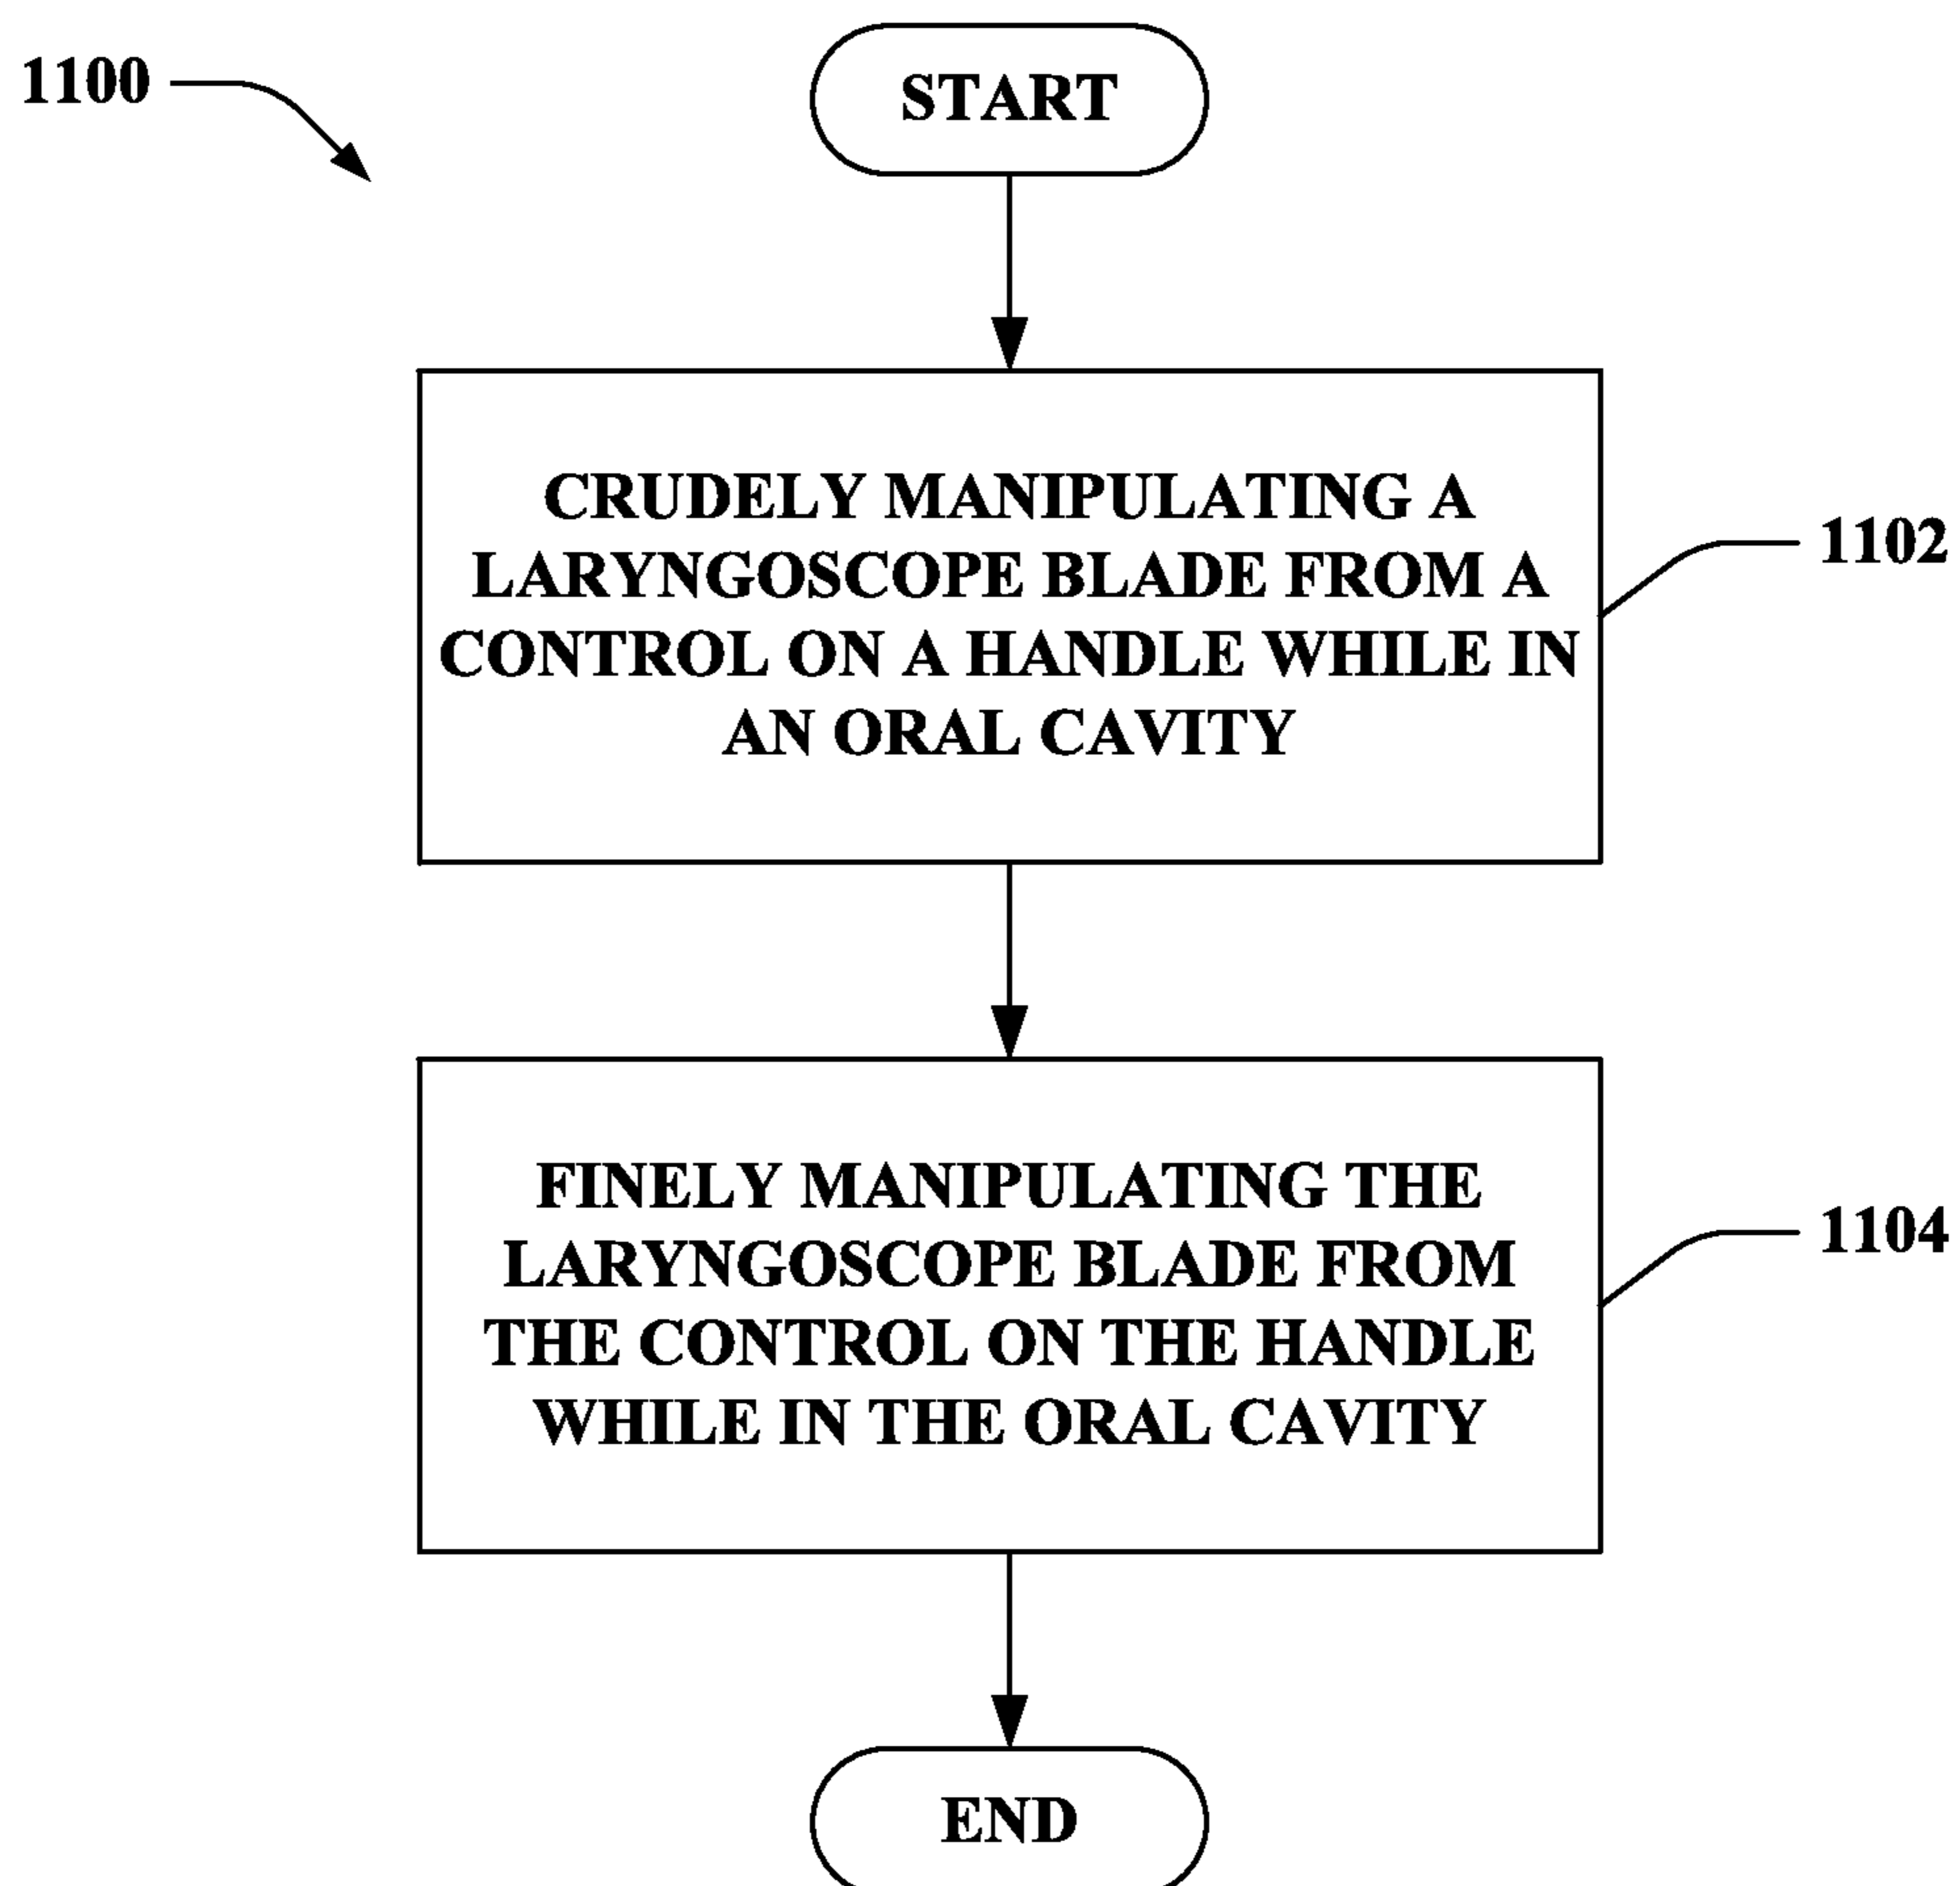 1100
START
CRUDELY MANIPULATING A
LARYNGOSCOPE BLADE FROM A
CONTROL ON A HANDLE WHILE IN
AN ORAL CAVITY
1102
FINELY MANIPULATING THE
LARYNGOSCOPE BLADE FROM
THE CONTROL ON THE HANDLE
WHILE IN THE ORAL CAVITY
1104
END